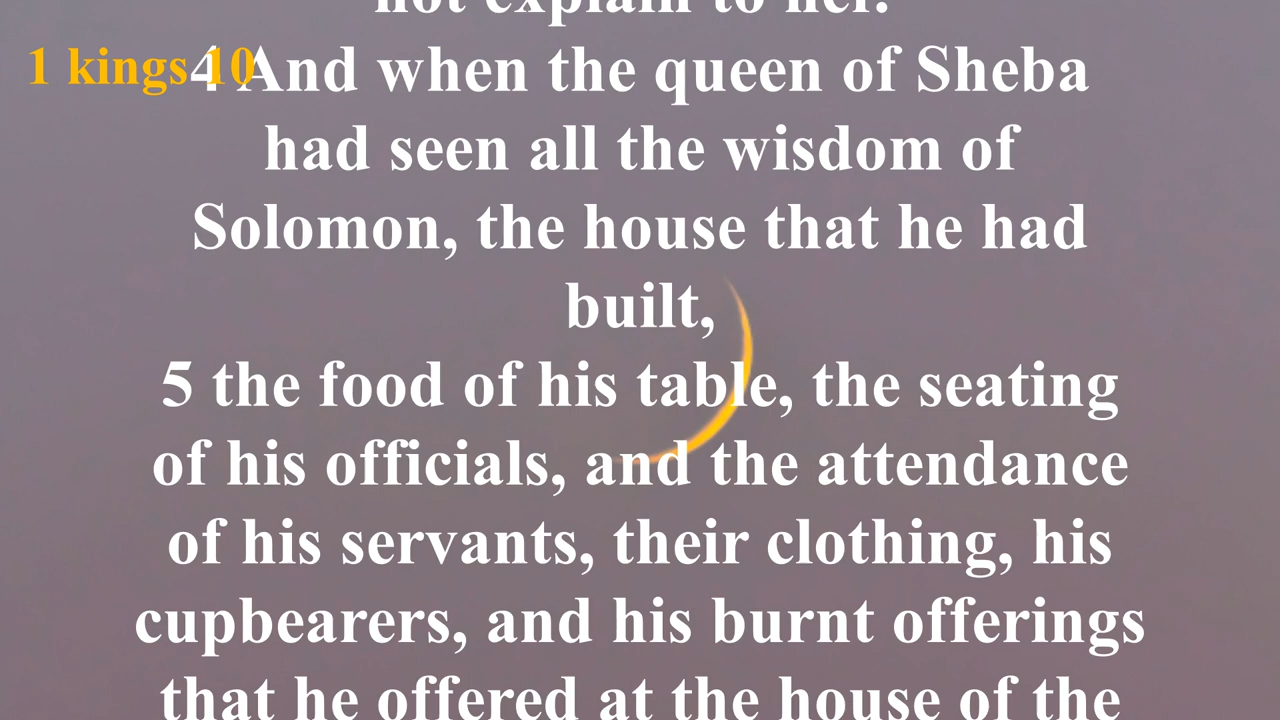 not explain to her.
1 kings 10
4 And when the queen of Sheba
had seen all the wisdom of
Solomon, the house that he had
built,
5 the food of his table, the seating
of his officials, and the attendance
of his servants, their clothing, his
cupbearers, and his burnt offerings
that he offered at the house of the